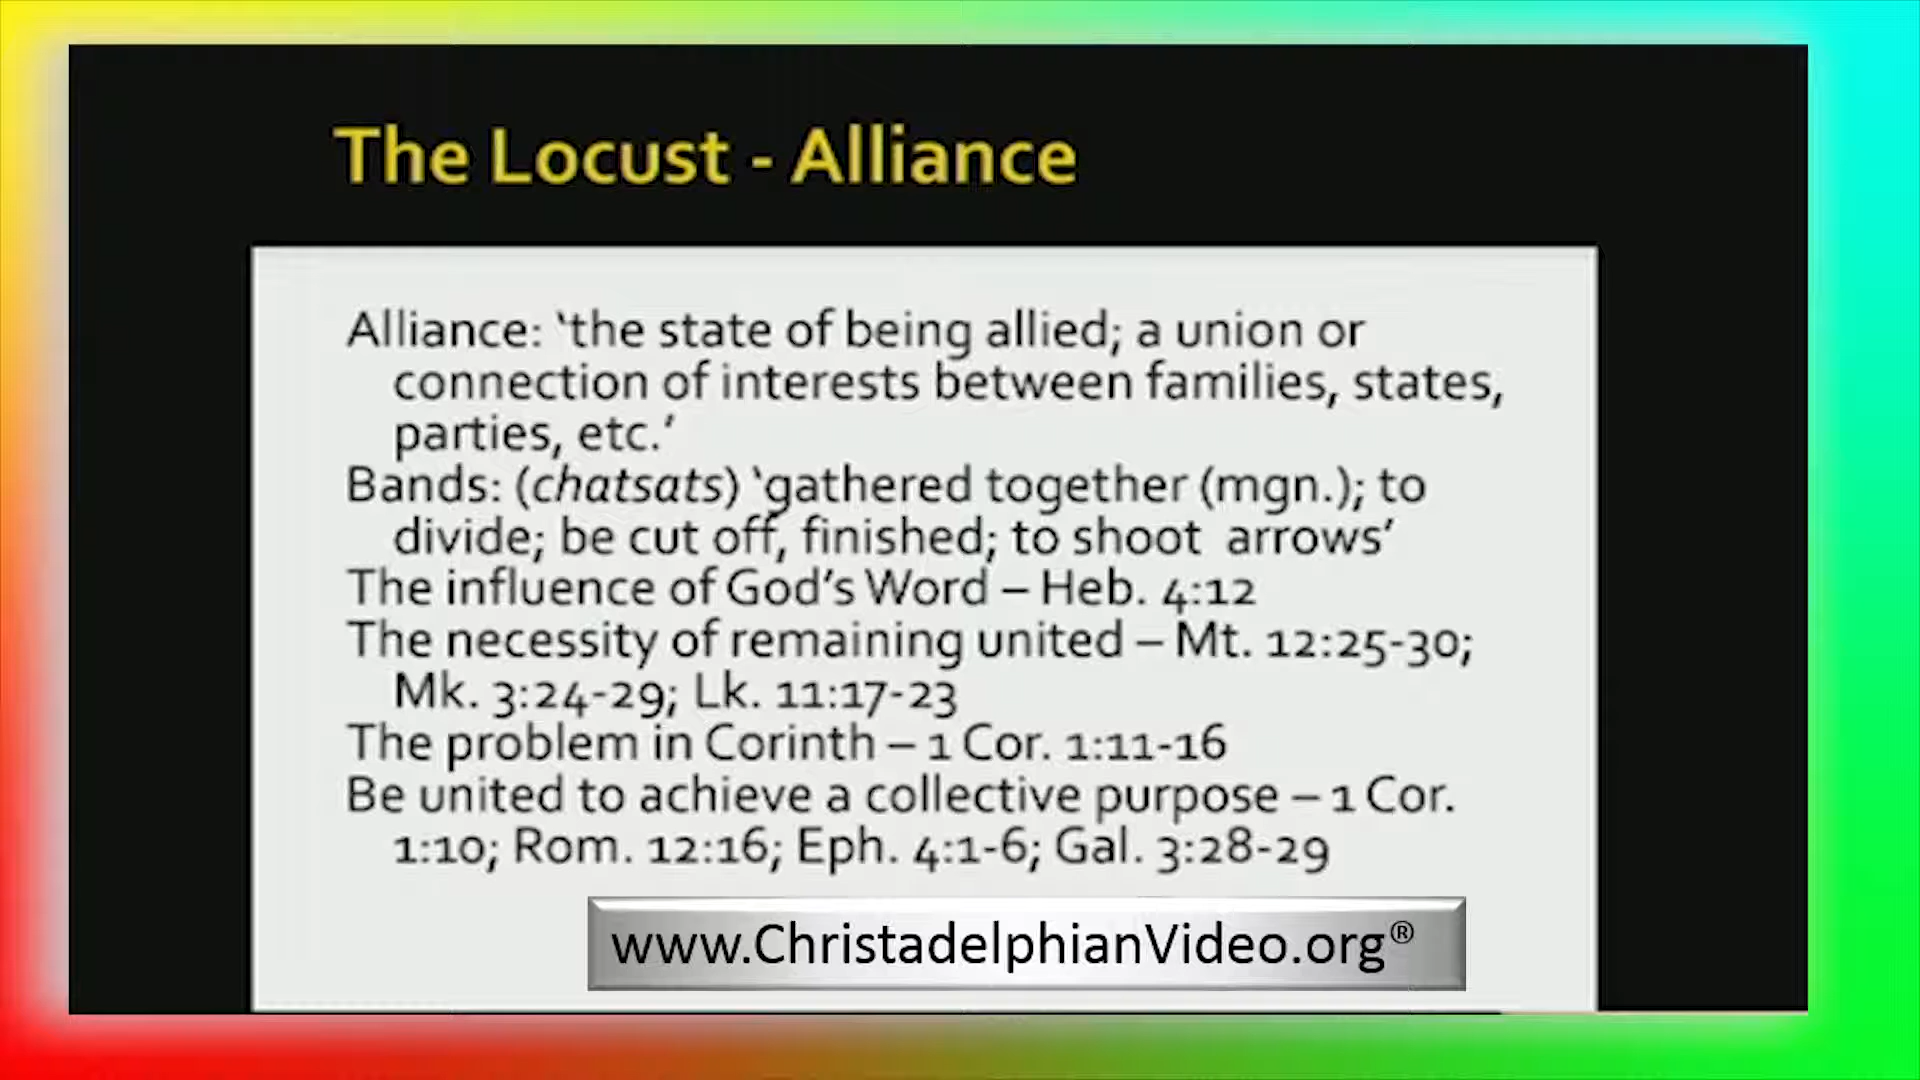 The Locust - Alliance
Alliance: ‘the state of being allied; a union or
connection of interests between families, states,
parties, etc.’
Bands: (chatsats) ‘gathered together (mgn.); to
divide; be cut off, finished; to shoot  arrows’
The influence of God’s Word – Heb. 4:12
The necessity of remaining united – Mt. 12:25-30;
Mk. 3:24-29; Lk. 11:17-23
The problem in Corinth – 1 Cor. 1:11-16
Be united to achieve a collective purpose – 1 Cor.
1:10; Rom. 12:16; Eph. 4:1-6; Gal. 3:28-29
www.ChristadelphianVideo.org®